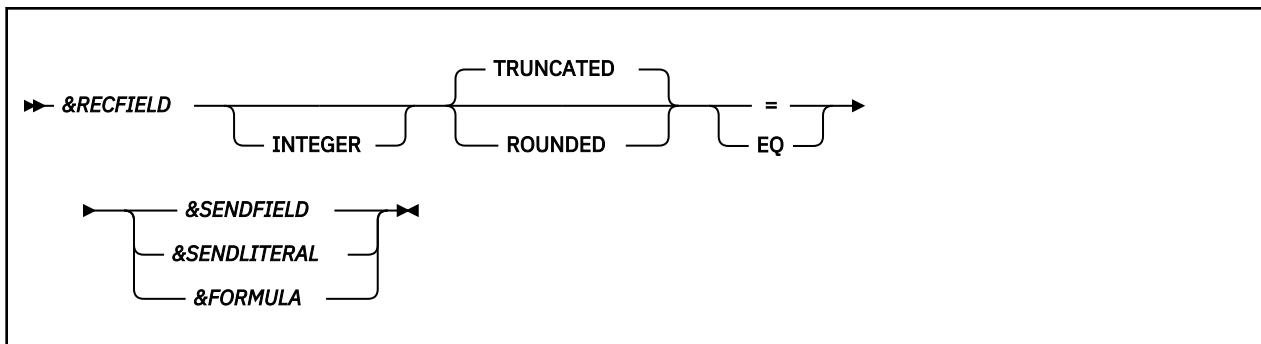 TRUNCATED
&RECFIELD =
INTEGER ROUNDED EQ
&SENDFIELD
&SENDLITERAL
&FORMULA